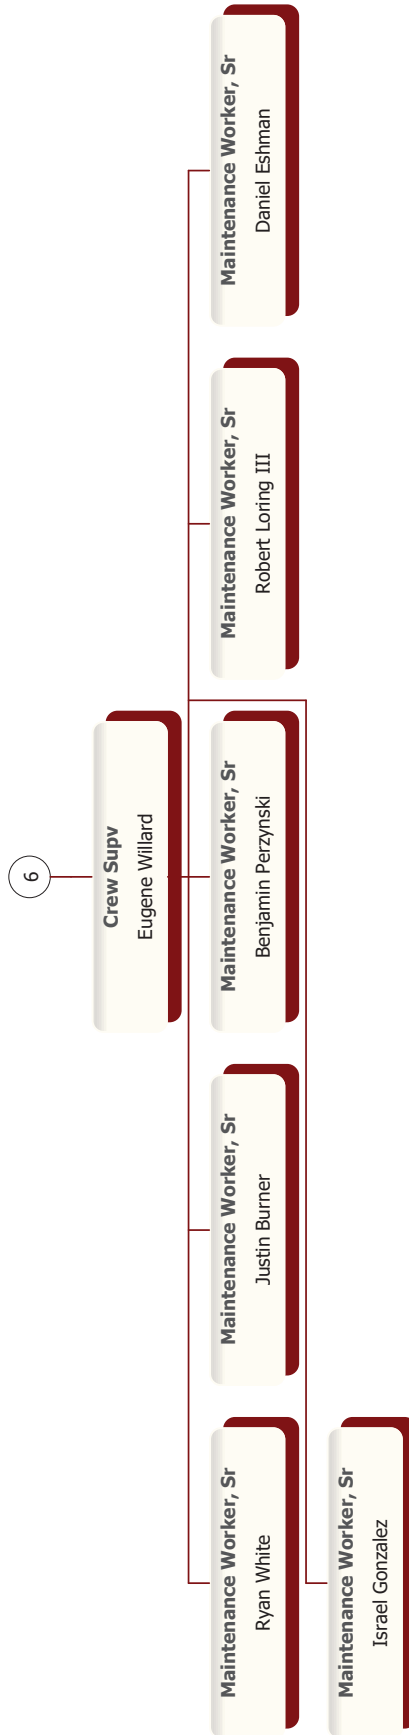 6
Crew Supv
Eugene Willard
Maintenance Worker, Sr
Ryan White
Maintenance Worker, Sr
Justin Burner
Maintenance Worker, Sr
Benjamin Perzynski
Maintenance Worker, Sr
Robert Loring III
Maintenance Worker, Sr
Daniel Eshman
Maintenance Worker, Sr
Israel Gonzalez